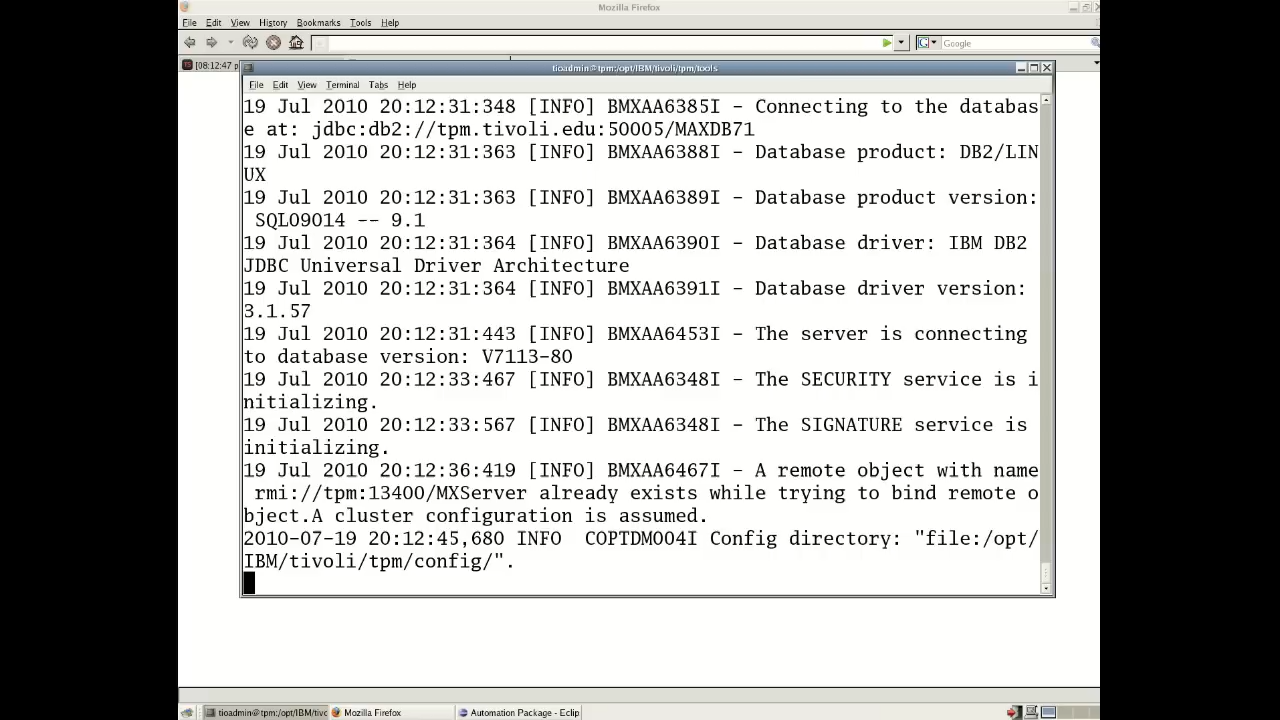 Mozilla Firefox
File Edit View History Bookmarks Tools Help
Google
[08:12:47 p
tioadmin@tpm:/opt/IBM/tivoli/tpm/tools
File Edit View Terminal Tabs Help
19 Jul 2010 20:12:31:348 [INFO] BMXAA6385I - Connecting to the databas
e at: jdbc:db2://tpm.tivoli.edu:50005/MAXDB71
19 Jul 2010 20:12:31:363 [INFO] BMXAA6388I - Database product: DB2/LIN
UX
19 Jul 2010 20:12:31:363 [INFO] BMXAA6389I - Database product version:
SQL09014 -- 9.1
19 Jul 2010 20:12:31:364 [INFO] BMXAA6390I - Database driver: IBM DB2
JDBC Universal Driver Architecture
19 Jul 2010 20:12:31:364 [INFO] BMXAA6391I - Database driver version:
3.1.57
19 Jul 2010 20:12:31:443 [INFO] BMXAA6453I - The server is connecting
to database version: V7113-80
19 Jul 2010 20:12:33:467 [INFO] BMXAA6348I - The SECURITY service is i
nitializing.
19 Jul 2010 20:12:33:567 [INFO] BMXAA6348I - The SIGNATURE service is
initializing.
19 Jul 2010 20:12:36:419 [INFO] BMXAA6467I - A remote object with name
rmi://tpm:13400/MXServer already exists while trying to bind remote o
bject.A cluster configuration is assumed.
2010-07-19 20:12:45,680 INFO COPTDM004I Config directory: "file:/opt/
IBM/tivoli/tpm/config/".
tioadmin@tpm:/opt/IBM/tivo Mozilla Firefox Automation Package - Eclip